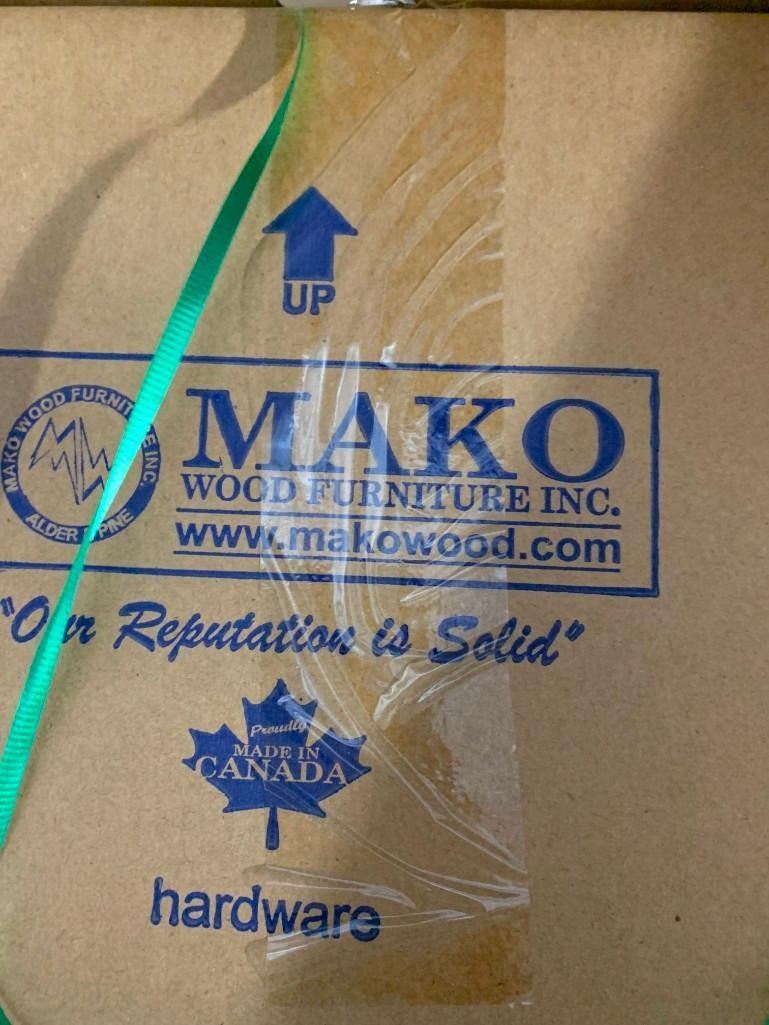 UP
MAKO WOOD FURNITURE INC.
ALDER PINE
MAKO
WOOD FURNITURE INC.
www.makowood.com
"Our Reputation is Solid"
Proudly
MADE IN
CANADA
hardware